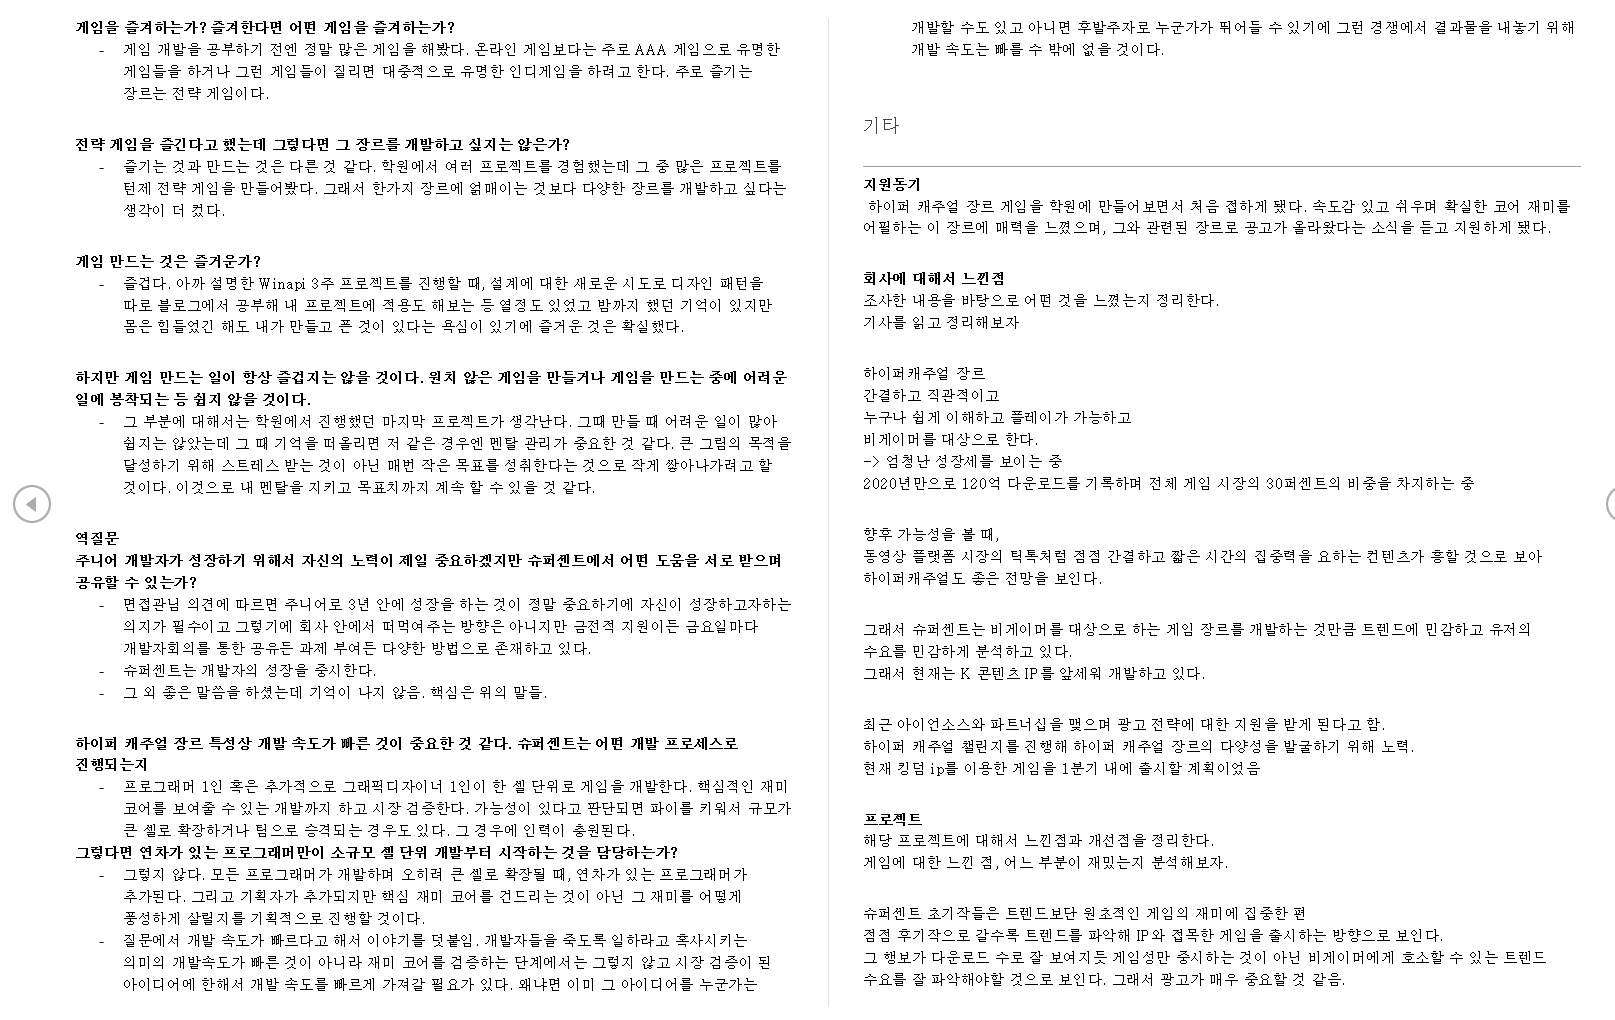 게임을 즐겨하는가? 즐겨한다면 어떤 게임을 즐겨하는가?
- 게임 개발을 공부하기 전엔 정말 많은 게임을 해봤다. 온라인 게임보다는 주로 AAA 게임으로 유명한
게임들을 하거나 그런 게임들이 질리면 대중적으로 유명한 인디게임을 하려고 한다. 주로 즐기는
장르는 전략 게임이다.
전략 게임을 즐긴다고 했는데 그렇다면 그 장르를 개발하고 싶지는 않은가?
- 즐기는 것과 만드는 것은 다른 것 같다. 학원에서 여러 프로젝트를 경험했는데 그 중 많은 프로젝트를
턴제 전략 게임을 만들어봤다. 그래서 한가지 장르에 얽매이는 것보다 다양한 장르를 개발하고 싶다는
생각이 더 컸다.
게임 만드는 것은 즐거운가?
- 즐겁다. 아까 설명한 Winapi 3주 프로젝트를 진행할 때, 설계에 대한 새로운 시도로 디자인 패턴을
따로 블로그에서 공부해 내 프로젝트에 적용도 해보는 등 열정도 있었고 밤까지 했던 기억이 있지만
몸은 힘들었긴 해도 내가 만들고 픈 것이 있다는 욕심이 있기에 즐거운 것은 확실했다.
하지만 게임 만드는 일이 항상 즐겁지는 않을 것이다. 원치 않은 게임을 만들거나 게임을 만드는 중에 어려운
일에 봉착되는 등 쉽지 않을 것이다.
- 그 부분에 대해서는 학원에서 진행했던 마지막 프로젝트가 생각난다. 그때 만들 때 어려운 일이 많아
쉽지는 않았는데 그 때 기억을 떠올리면 저 같은 경우엔 멘탈 관리가 중요한 것 같다. 큰 그림의 목적을
달성하기 위해 스트레스 받는 것이 아닌 매번 작은 목표를 성취한다는 것으로 작게 쌓아나가려고 할
것이다. 이것으로 내 멘탈을 지키고 목표치까지 계속 할 수 있을 것 같다.
역질문
주니어 개발자가 성장하기 위해서 자신의 노력이 제일 중요하겠지만 슈퍼센트에서 어떤 도움을 서로 받으며
공유할 수 있는가?
- 면접관님 의견에 따르면 주니어로 3년 안에 성장을 하는 것이 정말 중요하기에 자신이 성장하고자하는
의지가 필수이고 그렇기에 회사 안에서 떠먹여주는 방향은 아니지만 금전적 지원이든 금요일마다
개발자회의를 통한 공유든 과제 부여든 다양한 방법으로 존재하고 있다.
- 슈퍼센트는 개발자의 성장을 중시한다.
- 그 외 좋은 말씀을 하셨는데 기억이 나지 않음. 핵심은 위의 말들.
하이퍼 캐주얼 장르 특성상 개발 속도가 빠른 것이 중요한 것 같다. 슈퍼센트는 어떤 개발 프로세스로
진행되는지
- 프로그래머 1인 혹은 추가적으로 그래픽디자이너 1인이 한 셀 단위로 게임을 개발한다. 핵심적인 재미
코어를 보여줄 수 있는 개발까지 하고 시장 검증한다. 가능성이 있다고 판단되면 파이를 키워서 규모가
큰 셀로 확장하거나 팀으로 승격되는 경우도 있다. 그 경우에 인력이 충원된다.
그렇다면 연차가 있는 프로그래머만이 소규모 셀 단위 개발부터 시작하는 것을 담당하는가?
- 그렇지 않다. 모든 프로그래머가 개발하며 오히려 큰 셀로 확장될 때, 연차가 있는 프로그래머가
추가된다. 그리고 기획자가 추가되지만 핵심 재미 코어를 건드리는 것이 아닌 그 재미를 어떻게
풍성하게 살릴지를 기획적으로 진행할 것이다.
- 질문에서 개발 속도가 빠르다고 해서 이야기를 덧붙임. 개발자들을 죽도록 일하라고 혹사시키는
의미의 개발속도가 빠른 것이 아니라 재미 코어를 검증하는 단계에서는 그렇지 않고 시장 검증이 된
아이디어에 한해서 개발 속도를 빠르게 가져갈 필요가 있다. 왜냐면 이미 그 아이디어를 누군가는
개발할 수도 있고 아니면 후발주자로 누군가가 뛰어들 수 있기에 그런 경쟁에서 결과물을 내놓기 위해
개발 속도는 빠를 수 밖에 없을 것이다.
기타
지원동기
하이퍼 캐주얼 장르 게임을 학원에 만들어보면서 처음 접하게 됐다. 속도감 있고 쉬우며 확실한 코어 재미를
어필하는 이 장르에 매력을 느꼈으며, 그와 관련된 장르로 공고가 올라왔다는 소식을 듣고 지원하게 됐다.
회사에 대해서 느낀점
조사한 내용을 바탕으로 어떤 것을 느꼈는지 정리한다.
기사를 읽고 정리해보자
하이퍼캐주얼 장르
간결하고 직관적이고
누구나 쉽게 이해하고 플레이가 가능하고
비게이머를 대상으로 한다.
-> 엄청난 성장세를 보이는 중
2020년만으로 120억 다운로드를 기록하며 전체 게임 시장의 30퍼센트의 비중을 차지하는 중
향후 가능성을 볼 때,
동영상 플랫폼 시장의 틱톡처럼 점점 간결하고 짧은 시간의 집중력을 요하는 컨텐츠가 흥할 것으로 보아
하이퍼캐주얼도 좋은 전망을 보인다.
그래서 슈퍼센트는 비게이머를 대상으로 하는 게임 장르를 개발하는 것만큼 트렌드에 민감하고 유저의
수요를 민감하게 분석하고 있다.
그래서 현재는 K 콘텐츠 IP를 앞세워 개발하고 있다.
최근 아이언소스와 파트너십을 맺으며 광고 전략에 대한 지원을 받게 된다고 함.
하이퍼 캐주얼 챌린지를 진행해 하이퍼 캐주얼 장르의 다양성을 발굴하기 위해 노력.
현재 킹덤 ip를 이용한 게임을 1분기 내에 출시할 계획이었음
프로젝트
해당 프로젝트에 대해서 느낀점과 개선점을 정리한다.
게임에 대한 느낀 점, 어느 부분이 재밌는지 분석해보자.
슈퍼센트 초기작들은 트렌드보단 원초적인 게임의 재미에 집중한 편
점점 후기작으로 갈수록 트렌드를 파악해 IP와 접목한 게임을 출시하는 방향으로 보인다.
그 행보가 다운로드 수로 잘 보여지듯 게임성만 중시하는 것이 아닌 비게이머에게 호소할 수 있는 트렌드
수요를 잘 파악해야할 것으로 보인다. 그래서 광고가 매우 중요할 것 같음.